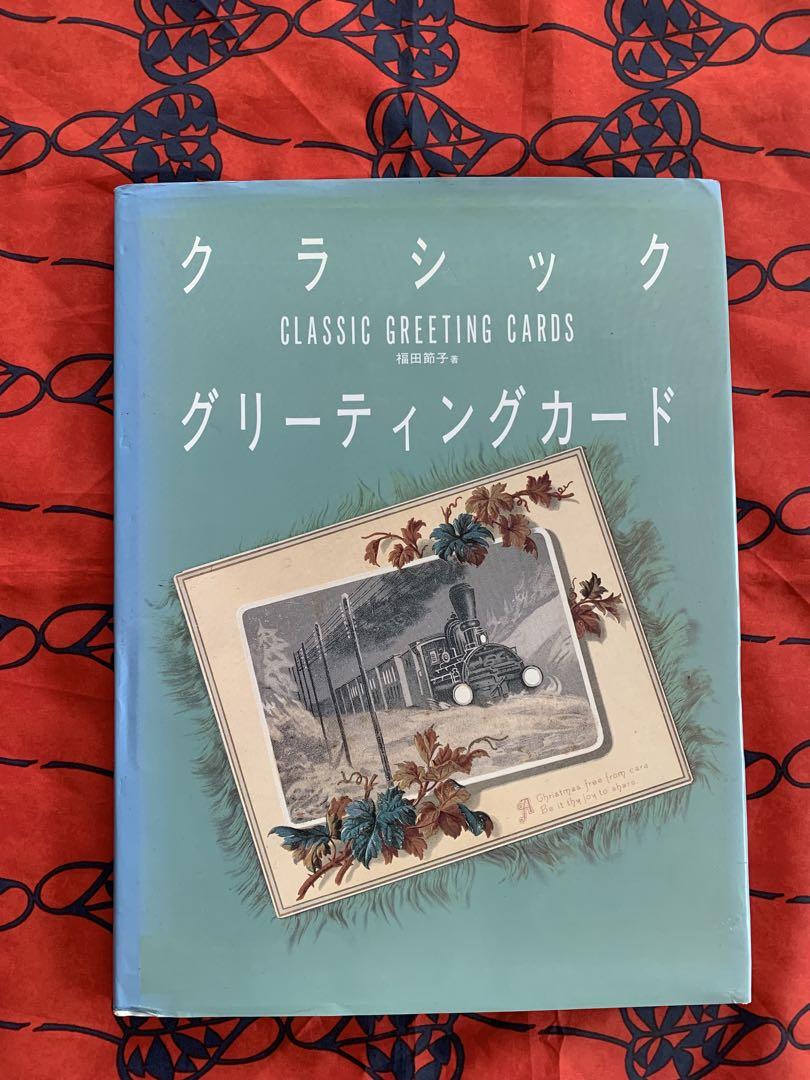 クラシック
CLASSIC GREETING CARDS
福田節子 著
グリーティングカード
A Christmas free from care
Be it thy joy to share.